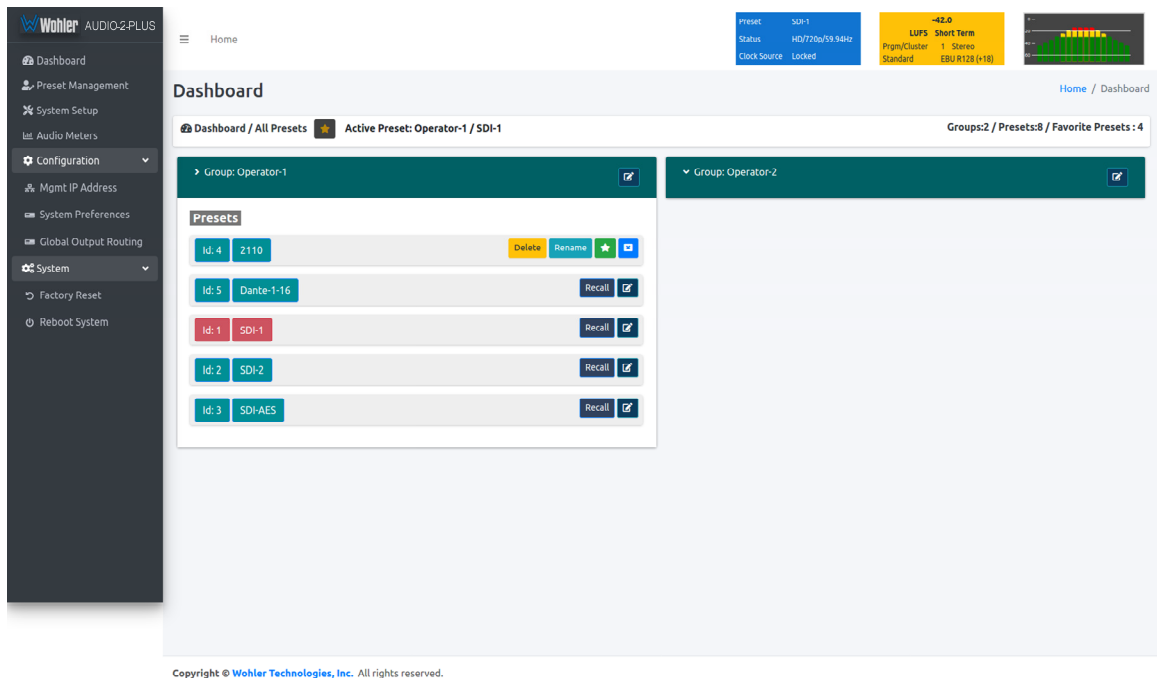 Wohler AUDIO-2-PLUS
Dashboard
Preset Management
System Setup
Audio Meters
Configuration
Mgmt IP Address
System Preferences
Global Output Routing
System
Factory Reset
Reboot System
Home
Preset SDI-1
Status HD/720p/59.94Hz
Clock Source Locked
-42.0
LUFS Short Term
Prgm/Cluster 1 Stereo
Standard EBU R128 (+18)
Dashboard
Home / Dashboard
Dashboard / All Presets Active Preset: Operator-1 / SDI-1
Groups:2 / Presets:8 / Favorite Presets : 4
Group: Operator-1
Presets
Id: 4 2110 Delete Rename
Id: 5 Dante-1-16 Recall
Id: 1 SDI-1 Recall
Id: 2 SDI-2 Recall
Id: 3 SDI-AES Recall
Group: Operator-2
Copyright © Wohler Technologies, Inc. All rights reserved.